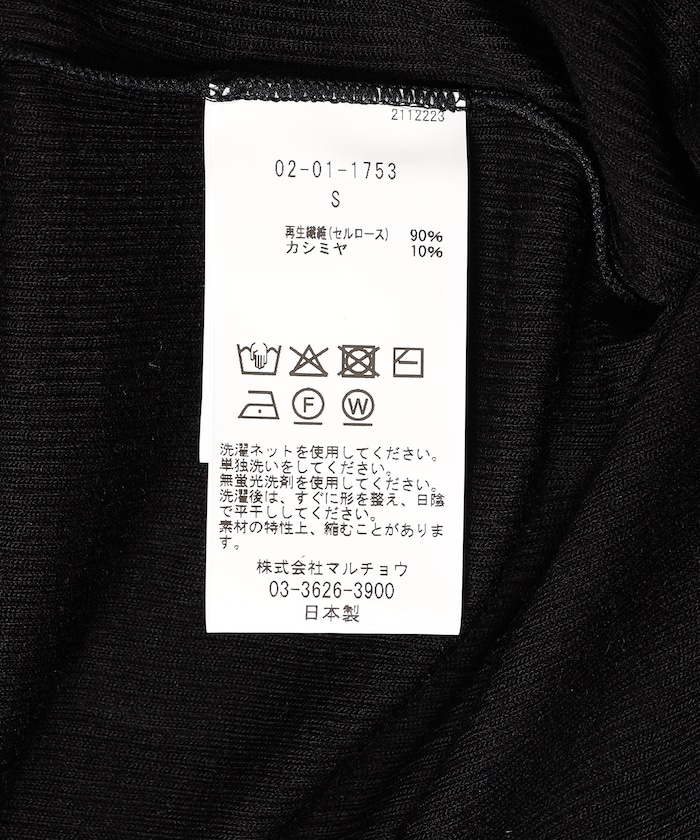 2112223
02-01-1753
S
再生繊維(セルロース) 90%
カシミヤ 10%
F W
洗濯ネットを使用してください。
単独洗いをしてください。
無蛍光洗剤を使用してください。
洗濯後は、すぐに形を整え、日陰
で平干ししてください。
素材の特性上、縮むことがありま
す。
株式会社マルチョウ
03-3626-3900
日本製